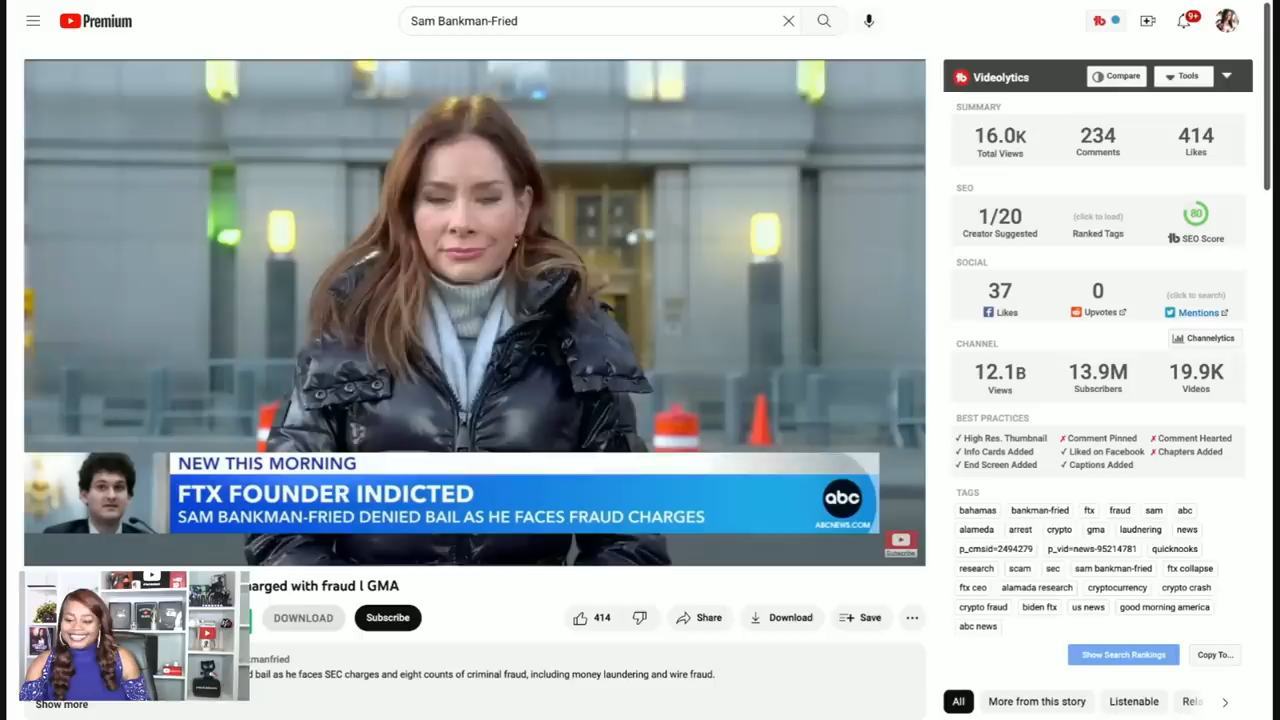 Premium
Sam Bankman-Fried
9+
NEW THIS MORNING
FTX FOUNDER INDICTED
SAM BANKMAN-FRIED DENIED BAIL AS HE FACES FRAUD CHARGES
abc
ABCNEWS.COM
Subscribe
arged with fraud l GMA
DOWNLOAD
Subscribe
414
Share
Download
Save
manfried
bail as he faces SEC charges and eight counts of criminal fraud, including money laundering and wire fraud.
Show more
Videolytics
Compare
Tools
SUMMARY
16.0K 234 414
Total Views Comments Likes
SEO
1/20 (click to load) 80
Creator Suggested Ranked Tags tb SEO Score
SOCIAL
37 0 (click to search)
Likes Upvotes Mentions
CHANNEL Channelytics
12.1B 13.9M 19.9K
Views Subscribers Videos
BEST PRACTICES
✓ High Res. Thumbnail ✗ Comment Pinned ✗ Comment Hearted
✓ Info Cards Added ✓ Liked on Facebook ✗ Chapters Added
✓ End Screen Added ✓ Captions Added
TAGS
bahamas bankman-fried ftx fraud sam abc
alameda arrest crypto gma laudnering news
p_cmsid=2494279 p_vid=news-95214781 quicknooks
research scam sec sam bankman-fried ftx collapse
ftx ceo alamada research cryptocurrency crypto crash
crypto fraud biden ftx us news good morning america
abc news
Show Search Rankings Copy To...
All More from this story Listenable Rel